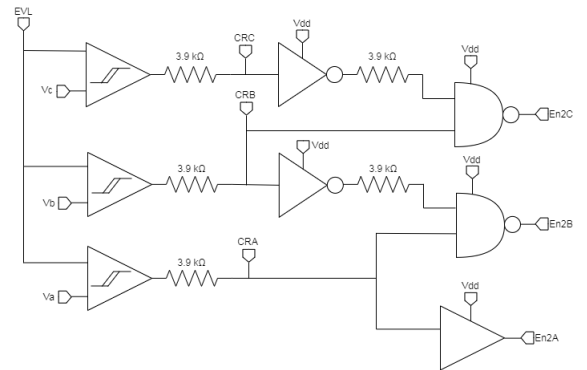 EVL
3.9 kΩ
CRC
Vdd
3.9 kΩ
Vdd
Vc
CRB
En2C
Vdd
3.9 kΩ
3.9 kΩ
Vdd
Vb
En2B
CRA
3.9 kΩ
Vdd
Va
En2A